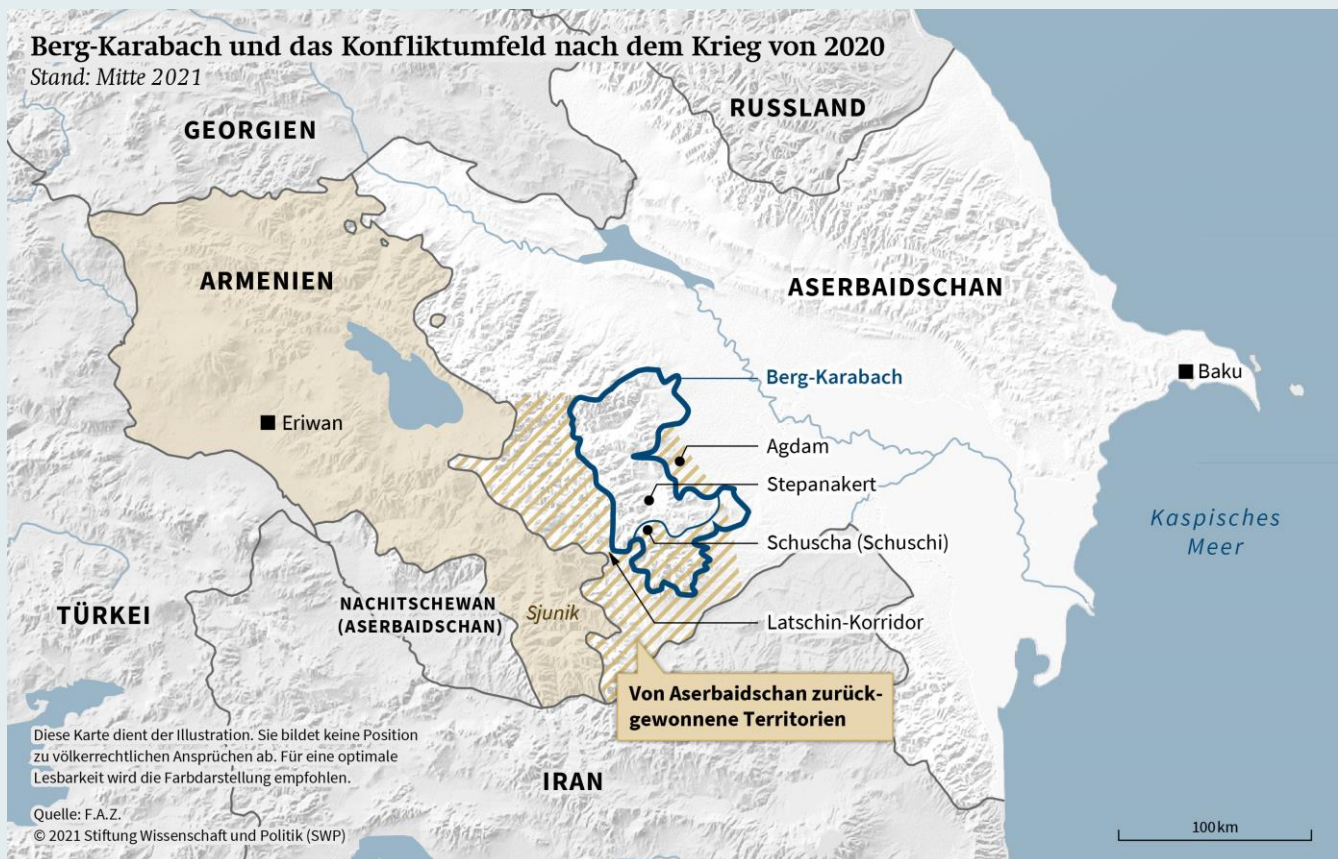 Berg-Karabach und das Konfliktumfeld nach dem Krieg von 2020
Stand: Mitte 2021
RUSSLAND
GEORGIEN
ARMENIEN
ASERBAIDSCHAN
Baku
Berg-Karabach
Eriwan
Agdam
Stepanakert
Kaspisches
Meer
Schuscha (Schuschi)
NACHITSCHEWAN
(ASERBAIDSCHAN)
Sjunik
TÜRKEI
Latschin-Korridor
Von Aserbaidschan zurück-
gewonnene Territorien
Diese Karte dient der Illustration. Sie bildet keine Position
zu völkerrechtlichen Ansprüchen ab. Für eine optimale
Lesbarkeit wird die Farbdarstellung empfohlen.
IRAN
Quelle: F.A.Z.
© 2021 Stiftung Wissenschaft und Politik (SWP)
100 km